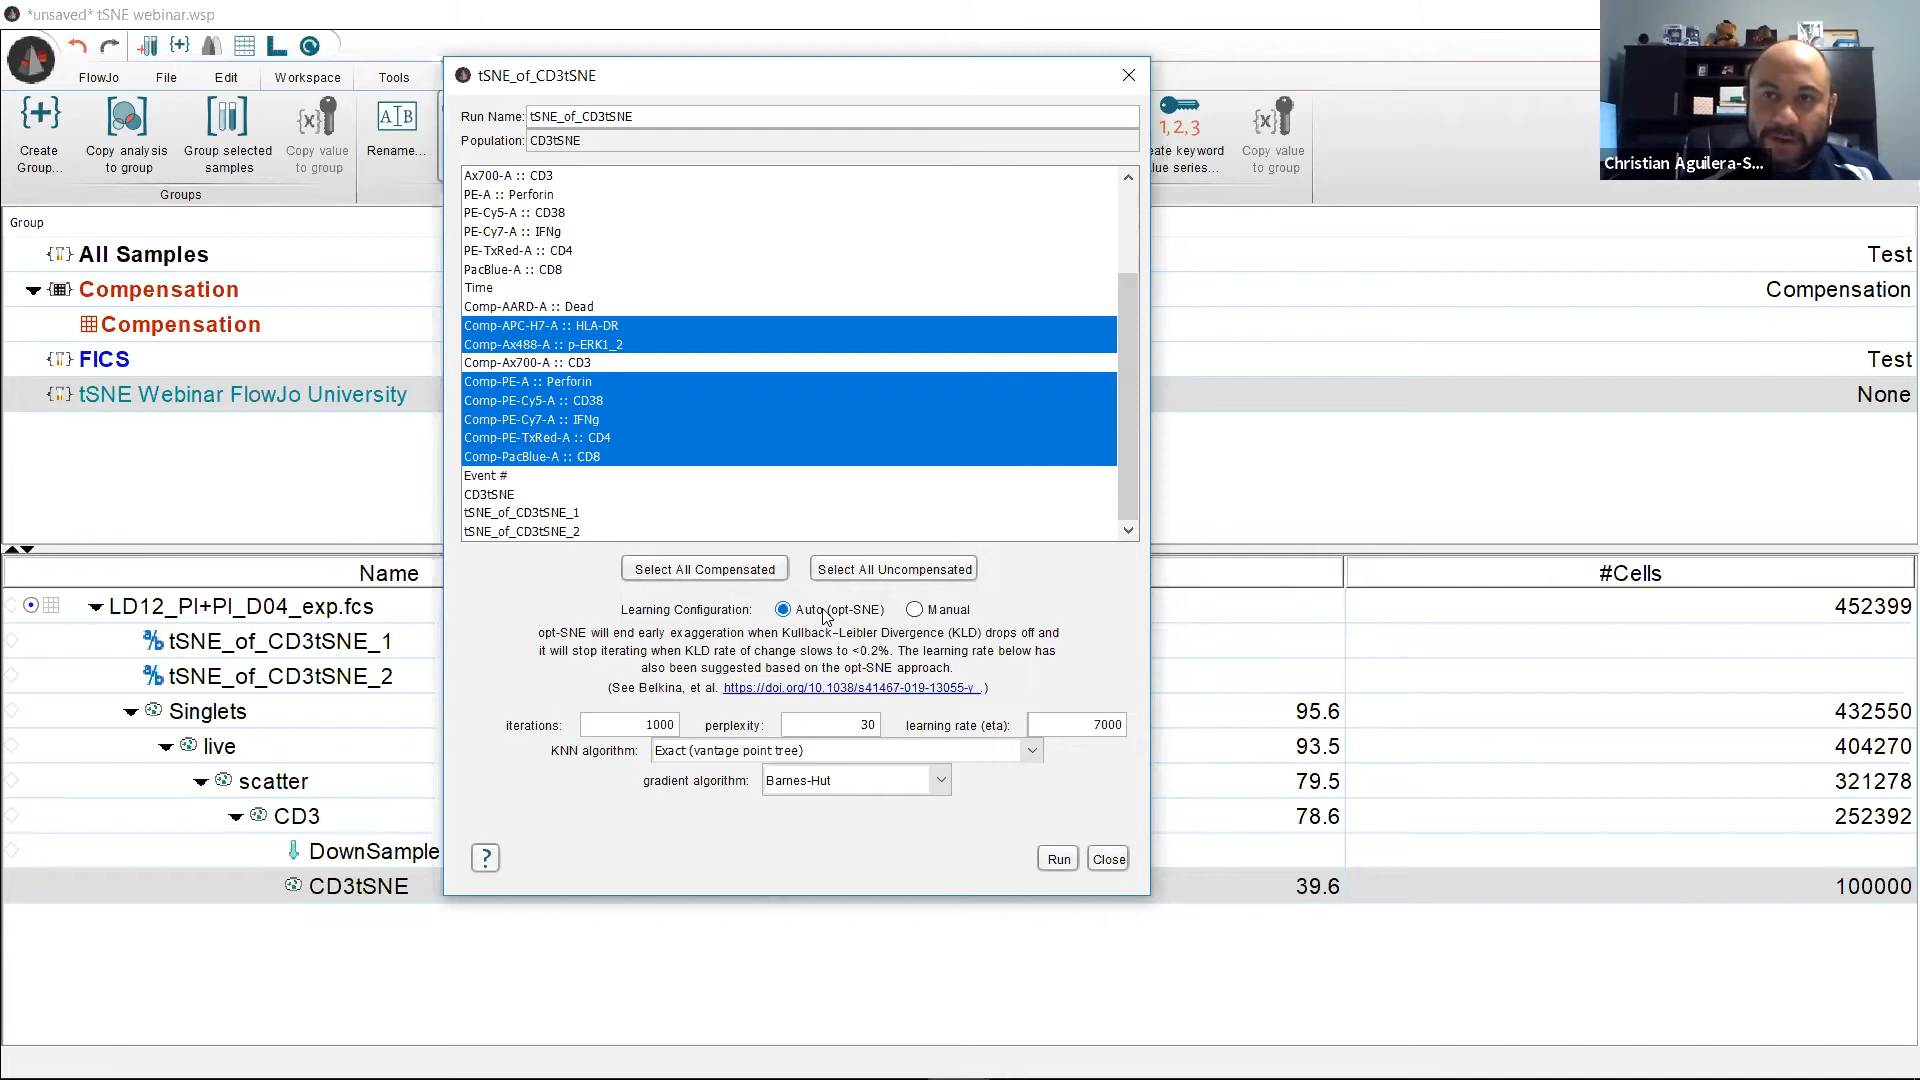 *unsaved* tSNE webinar.wsp
FlowJo File Edit Workspace Tools
Create Group...
Copy analysis to group
Group selected samples
Copy value to group
Groups
Rename...
1,2,3
eate keyword
lue series...
Copy value to group
Christian Aguilera-S...
Group
All Samples Test
Compensation Compensation
Compensation
FICS Test
tSNE Webinar FlowJo University None
Name #Cells
LD12_PI+PI_D04_exp.fcs 452399
tSNE_of_CD3tSNE_1
tSNE_of_CD3tSNE_2
Singlets 95.6 432550
live 93.5 404270
scatter 79.5 321278
CD3 78.6 252392
DownSample
CD3tSNE 39.6 100000
tSNE_of_CD3tSNE
Run Name: tSNE_of_CD3tSNE
Population: CD3tSNE
Ax700-A :: CD3
PE-A :: Perforin
PE-Cy5-A :: CD38
PE-Cy7-A :: IFNg
PE-TxRed-A :: CD4
PacBlue-A :: CD8
Time
Comp-AARD-A :: Dead
Comp-APC-H7-A :: HLA-DR
Comp-Ax488-A :: p-ERK1_2
Comp-Ax700-A :: CD3
Comp-PE-A :: Perforin
Comp-PE-Cy5-A :: CD38
Comp-PE-Cy7-A :: IFNg
Comp-PE-TxRed-A :: CD4
Comp-PacBlue-A :: CD8
Event #
CD3tSNE
tSNE_of_CD3tSNE_1
tSNE_of_CD3tSNE_2
Select All Compensated Select All Uncompensated
Learning Configuration: Auto (opt-SNE) Manual
opt-SNE will end early exaggeration when Kullback-Leibler Divergence (KLD) drops off and
it will stop iterating when KLD rate of change slows to <0.2%. The learning rate below has
also been suggested based on the opt-SNE approach.
(See Belkina, et al. https://doi.org/10.1038/s41467-019-13055-y .)
iterations: 1000 perplexity: 30 learning rate (eta): 7000
KNN algorithm: Exact (vantage point tree)
gradient algorithm: Barnes-Hut
? Run Close